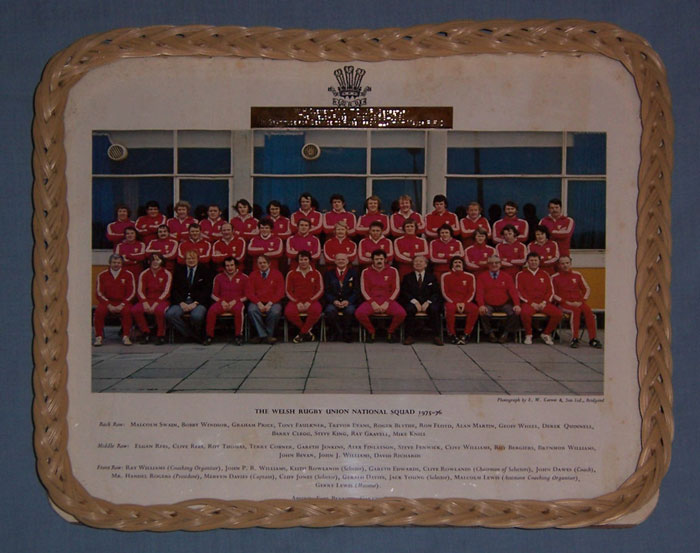 Photograph by E. W. Garner & Son Ltd., Bridgend
THE WELSH RUGBY UNION NATIONAL SQUAD 1975-76
Back Row: MALCOLM SWAIN, BOBBY WINDSOR, GRAHAM PRICE, TONY FAULKNER, TREVOR EVANS, ROGER BLYTHE, RON FLOYD, ALAN MARTIN, GEOFF WHEEL, DEREK QUINNELL,
BARRY CLEGG, STEVE KING, RAY GRAVELL, MIKE KNILL
Middle Row: ELGEN REES, CLIVE REES, ROY THOMAS, TERRY COBNER, GARETH JENKINS, ALEX FINLAYSON, STEVE FENWICK, CLIVE WILLIAMS, ROY BERGIERS, BRYNMOR WILLIAMS,
JOHN BEVAN, JOHN J. WILLIAMS, DAVID RICHARDS
Front Row: RAY WILLIAMS (Coaching Organiser), JOHN P. R. WILLIAMS, KEITH ROWLANDS (Selector), GARETH EDWARDS, CLIVE ROWLANDS (Chairman of Selectors), JOHN DAWES (Coach),
MR. HANDEL ROGERS (President), MERVYN DAVIES (Captain), CLIFF JONES (Selector), GERALD DAVIES, JACK YOUNG (Selector), MALCOLM LEWIS (Assistant Coaching Organiser),
GERRY LEWIS (Masseur)